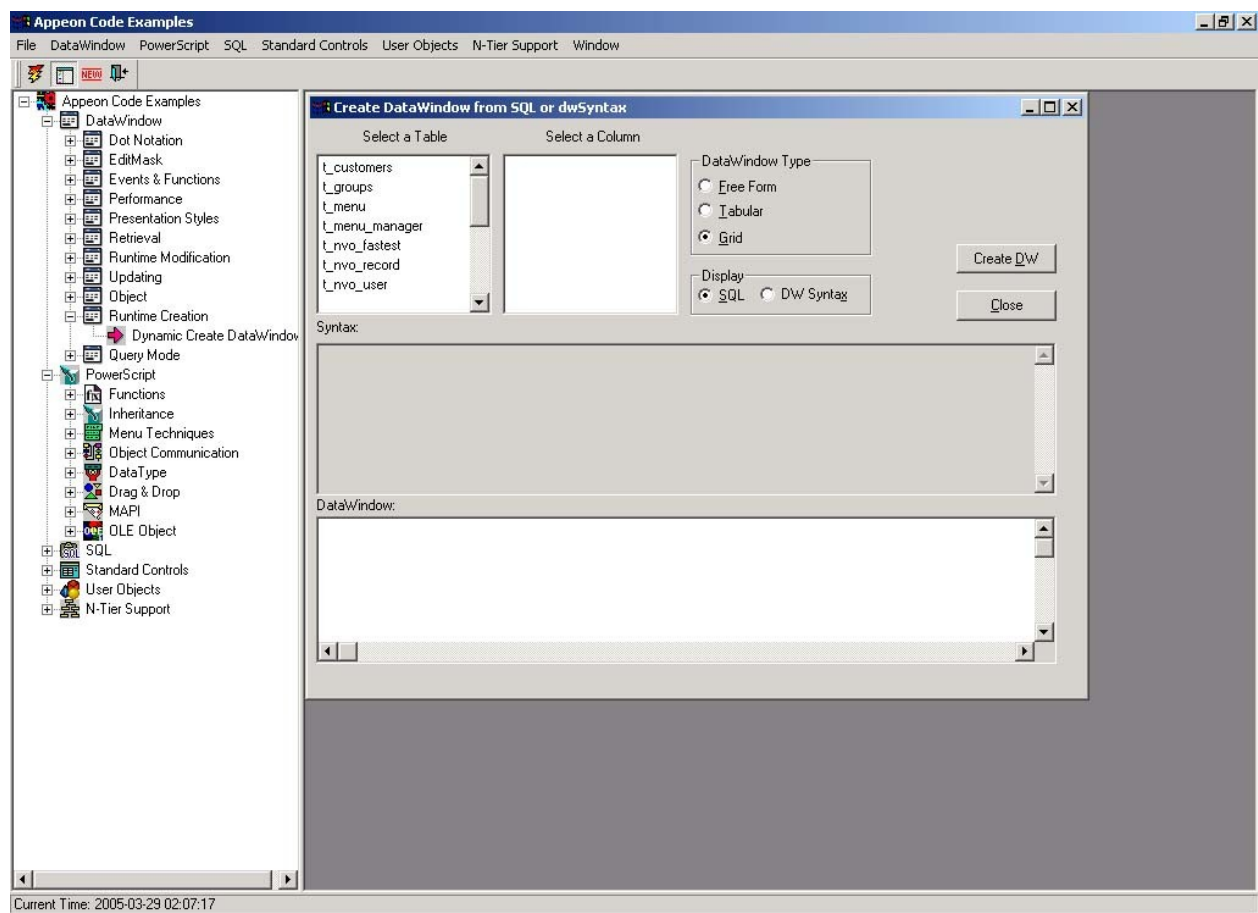 Appeon Code Examples
File DataWindow PowerScript SQL Standard Controls User Objects N-Tier Support Window
NEW
Appeon Code Examples
DataWindow
Dot Notation
EditMask
Events & Functions
Performance
Presentation Styles
Retrieval
Runtime Modification
Updating
Object
Runtime Creation
Dynamic Create DataWindow
Query Mode
PowerScript
Functions
Inheritance
Menu Techniques
Object Communication
DataType
Drag & Drop
MAPI
OLE Object
SQL
Standard Controls
User Objects
N-Tier Support
Create DataWindow from SQL or dwSyntax
Select a Table
Select a Column
t_customers
t_groups
t_menu
t_menu_manager
t_nvo_fastest
t_nvo_record
t_nvo_user
DataWindow Type
Free Form
Tabular
Grid
Display
SQL DW Syntax
Create DW
Close
Syntax:
DataWindow:
Current Time: 2005-03-29 02:07:17